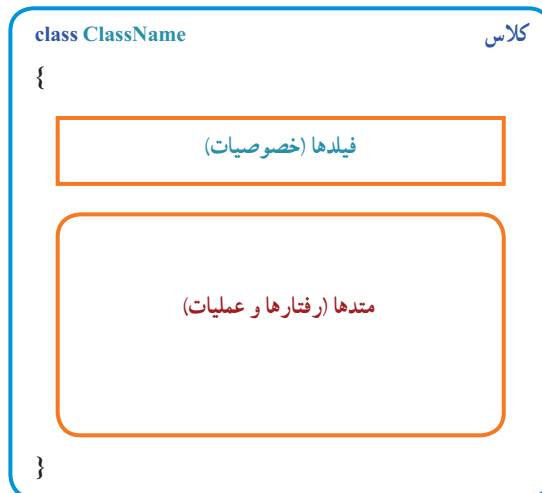 class ClassName
کلاس
{
فیلدها (خصوصیات)
متدها (رفتارها و عملیات)
}